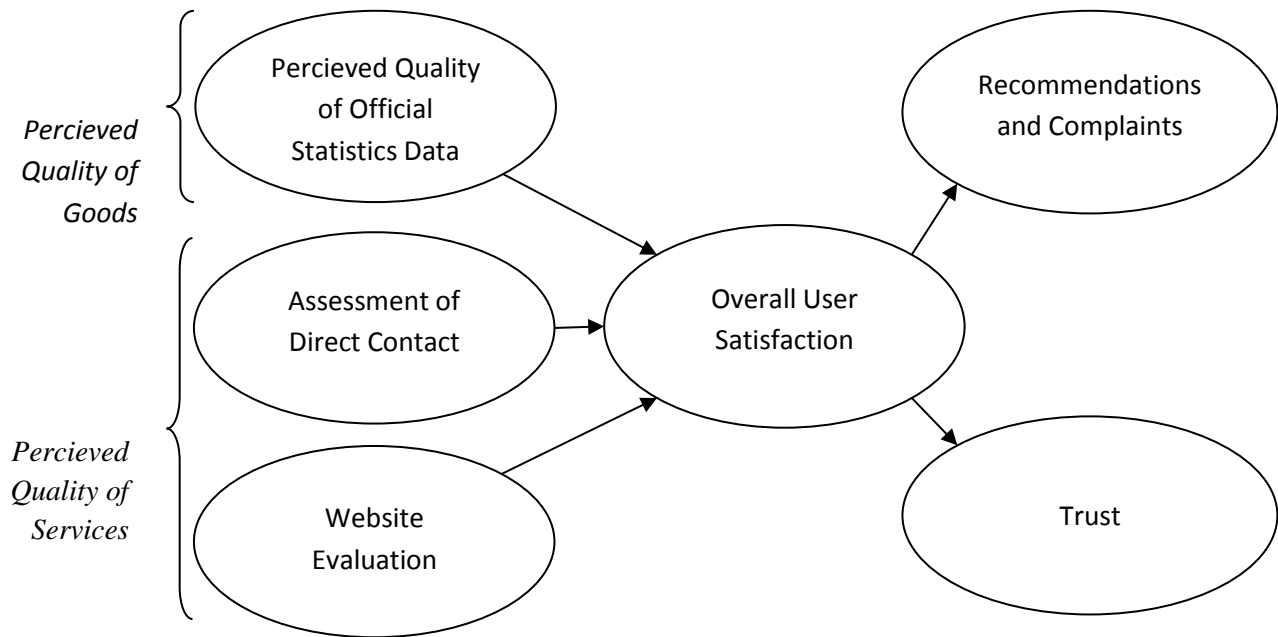 Percieved Quality
of Official
Statistics Data
Recommendations
and Complaints
Percieved
Quality of
Goods
Assessment of
Direct Contact
Overall User
Satisfaction
Percieved
Quality of
Services
Website
Evaluation
Trust